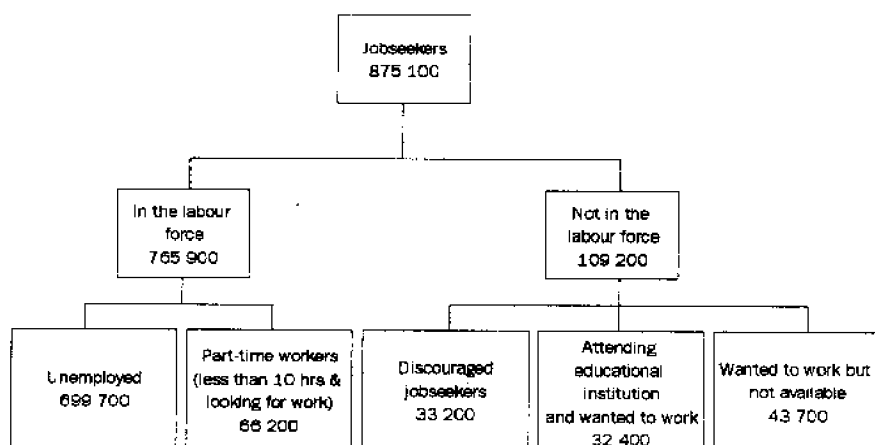 Jobseekers
875 100
In the labour
force
765 900
Not in the
labour force
109 200
Unemployed
699 700
Part-time workers
(less than 10 hrs &
looking for work)
66 200
Discouraged
jobseekers
33 200
Attending
educational
institution
and wanted to work
32 400
Wanted to work but
not available
43 700